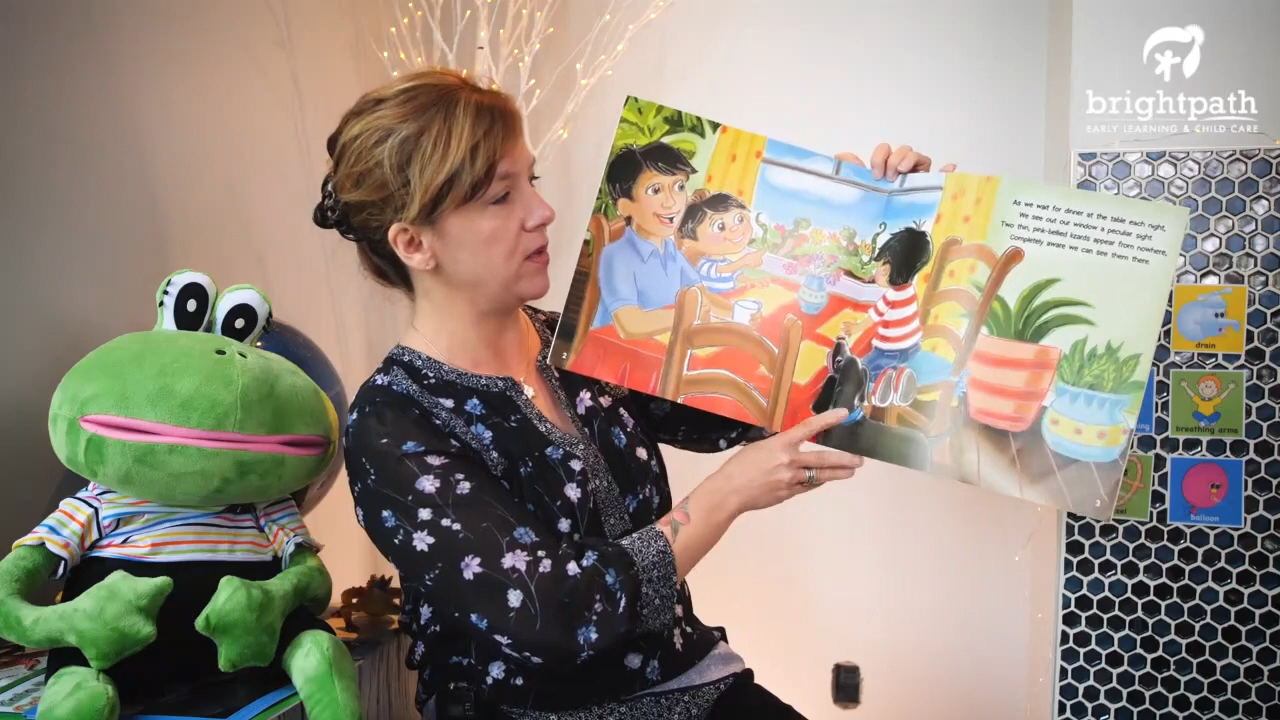 brightpath
EARLY LEARNING & CHILD CARE
As we wait for dinner at the table each night,
We see out our window a peculiar sight.
Two thin, pink-bellied lizards appear from nowhere,
Completely aware we can see them there.
2
3
drain
breathing arms
balloon